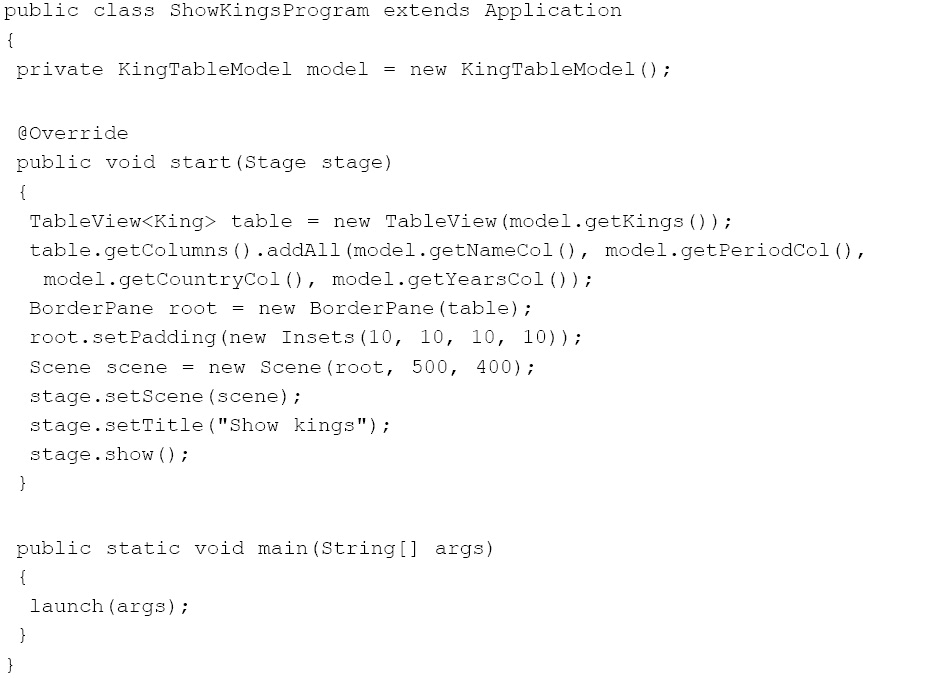 public class ShowKingsProgram extends Application
{
private KingTableModel model = new KingTableModel();
@Override
public void start(Stage stage)
{
TableView<King> table = new TableView(model.getKings());
table.getColumns().addAll(model.getNameCol(), model.getPeriodCol(),
model.getCountryCol(), model.getYearsCol());
BorderPane root = new BorderPane(table);
root.setPadding(new Insets(10, 10, 10, 10));
Scene scene = new Scene(root, 500, 400);
stage.setScene(scene);
stage.setTitle("Show kings");
stage.show();
}
public static void main(String[] args)
{
launch(args);
}
}